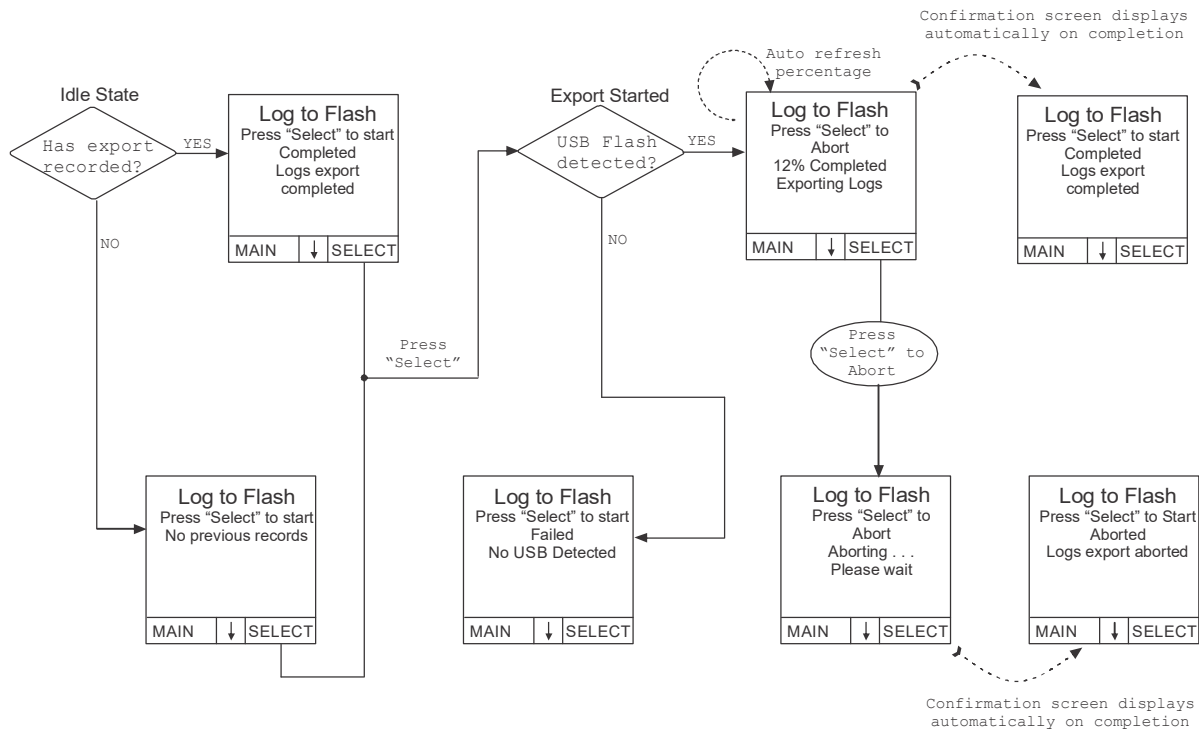 Confirmation screen displays
automatically on completion
Auto refresh
percentage
Idle State
Has export
recorded?
YES
NO
Log to Flash
Press “Select” to start
Completed
Logs export
completed
MAIN ↓ SELECT
Press
“Select”
Export Started
USB Flash
detected?
YES
NO
Log to Flash
Press “Select” to
Abort
12% Completed
Exporting Logs
MAIN ↓ SELECT
Log to Flash
Press “Select” to start
Completed
Logs export
completed
MAIN ↓ SELECT
Press
“Select” to
Abort
Log to Flash
Press “Select” to start
No previous records
MAIN ↓ SELECT
Log to Flash
Press “Select” to start
Failed
No USB Detected
MAIN ↓ SELECT
Log to Flash
Press “Select” to
Abort
Aborting . . .
Please wait
MAIN ↓ SELECT
Log to Flash
Press “Select” to Start
Aborted
Logs export aborted
MAIN ↓ SELECT
Confirmation screen displays
automatically on completion